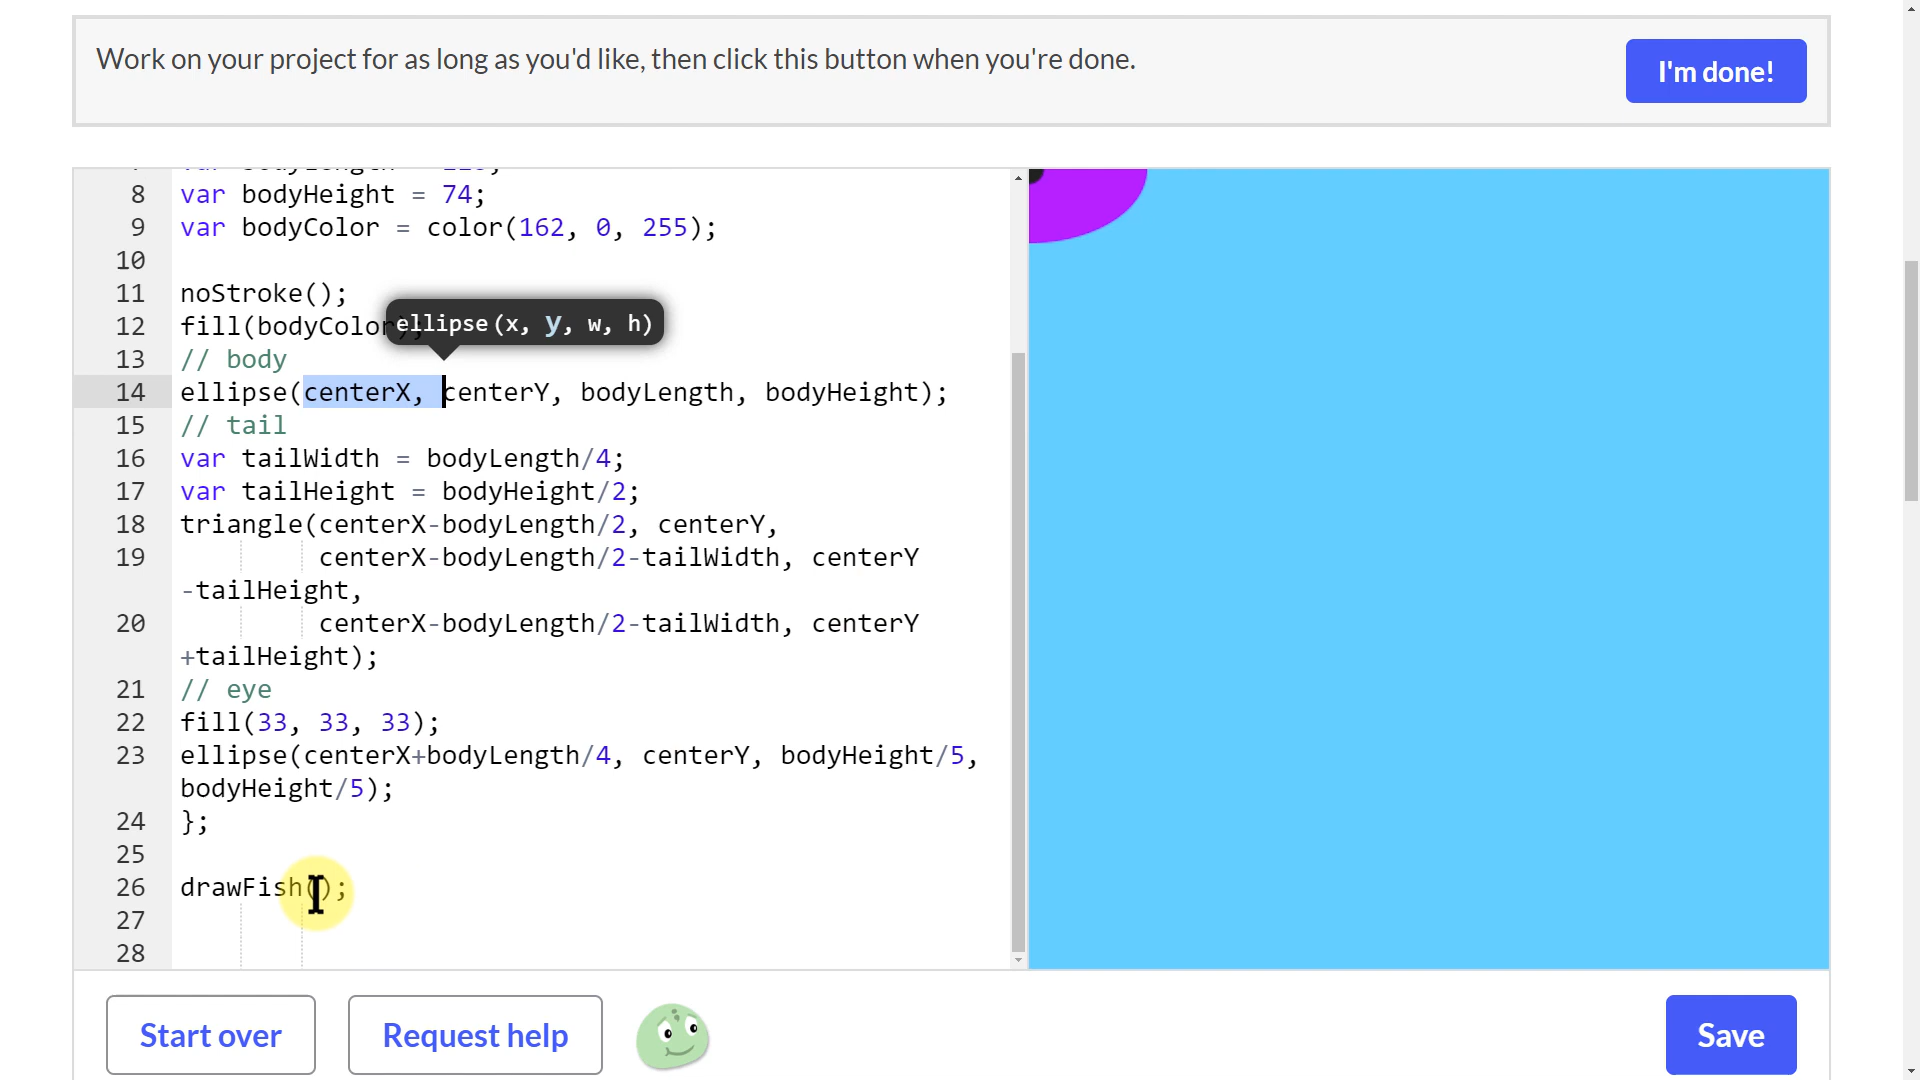 Work on your project for as long as you'd like, then click this button when you're done.
I'm done!
8 var bodyHeight = 74;
9 var bodyColor = color(162, 0, 255);
10
11 noStroke();
12 fill(bodyColor
ellipse(x, y, w, h)
13 // body
14 ellipse(centerX, centerY, bodyLength, bodyHeight);
15 // tail
16 var tailWidth = bodyLength/4;
17 var tailHeight = bodyHeight/2;
18 triangle(centerX-bodyLength/2, centerY,
19 centerX-bodyLength/2-tailWidth, centerY
-tailHeight,
20 centerX-bodyLength/2-tailWidth, centerY
+tailHeight);
21 // eye
22 fill(33, 33, 33);
23 ellipse(centerX+bodyLength/4, centerY, bodyHeight/5,
bodyHeight/5);
24 };
25
26 drawFish();
27
28
Start over
Request help
Save